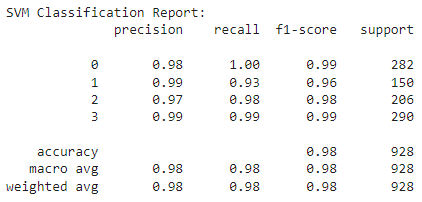 SVM Classification Report:
precision recall f1-score support
0 0.98 1.00 0.99 282
1 0.99 0.93 0.96 150
2 0.97 0.98 0.98 206
3 0.99 0.99 0.99 290
accuracy 0.98 928
macro avg 0.98 0.98 0.98 928
weighted avg 0.98 0.98 0.98 928